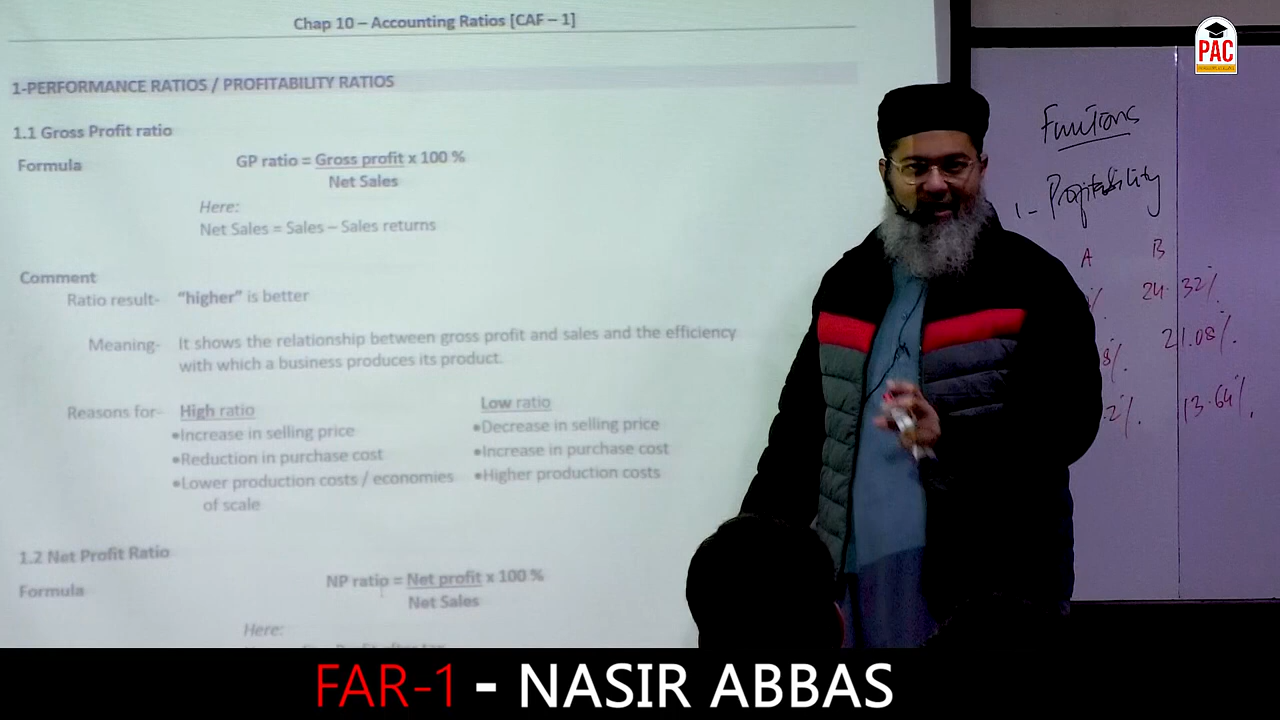 Chap 10 – Accounting Ratios [CAF – 1]
1-PERFORMANCE RATIOS / PROFITABILITY RATIOS
1.1 Gross Profit ratio
Formula
GP ratio = Gross profit x 100 %
Net Sales
Here:
Net Sales = Sales – Sales returns
Comment
Ratio result- "higher" is better
Meaning- It shows the relationship between gross profit and sales and the efficiency
with which a business produces its product.
Reasons for- High ratio
•Increase in selling price
•Reduction in purchase cost
•Lower production costs / economies
of scale
Low ratio
•Decrease in selling price
•Increase in purchase cost
•Higher production costs
1.2 Net Profit Ratio
Formula
NP ratio = Net profit x 100 %
Net Sales
Here:
PAC
Functions
1- Profitability
A B
% 24.32%
8%. 21.08%.
.2%. 13.64%.
FAR-1 - NASIR ABBAS